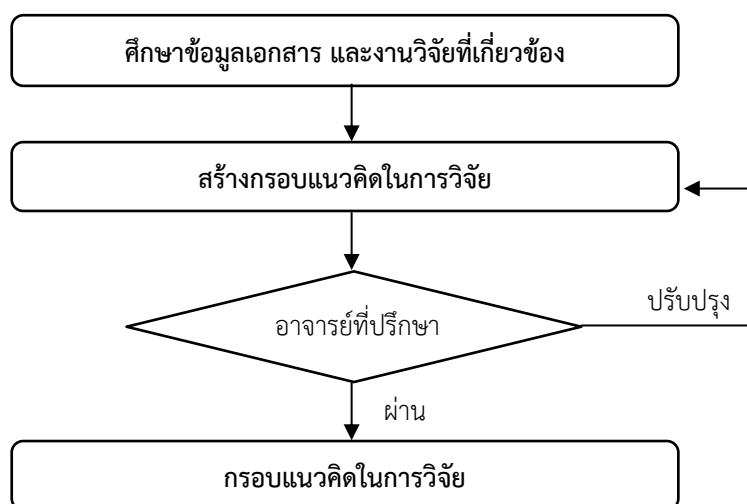 ศึกษาข้อมูลเอกสาร และงานวิจัยที่เกี่ยวข้อง
สร้างกรอบแนวคิดในการวิจัย
อาจารย์ที่ปรึกษา
ปรับปรุง
ผ่าน
กรอบแนวคิดในการวิจัย